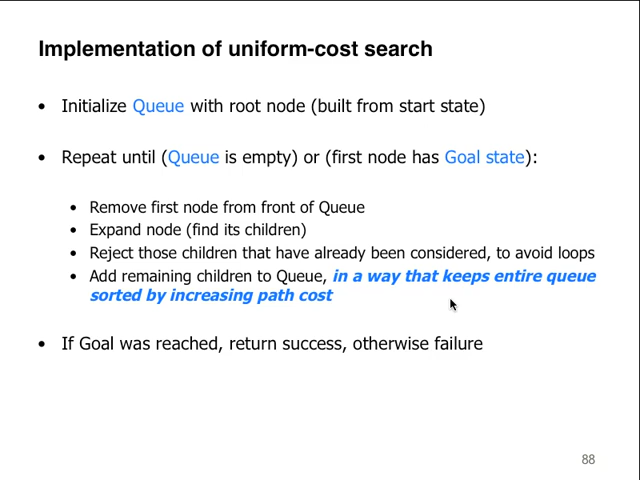 Implementation of uniform-cost search
• Initialize Queue with root node (built from start state)
• Repeat until (Queue is empty) or (first node has Goal state):
• Remove first node from front of Queue
• Expand node (find its children)
• Reject those children that have already been considered, to avoid loops
• Add remaining children to Queue, in a way that keeps entire queue
sorted by increasing path cost
• If Goal was reached, return success, otherwise failure
88